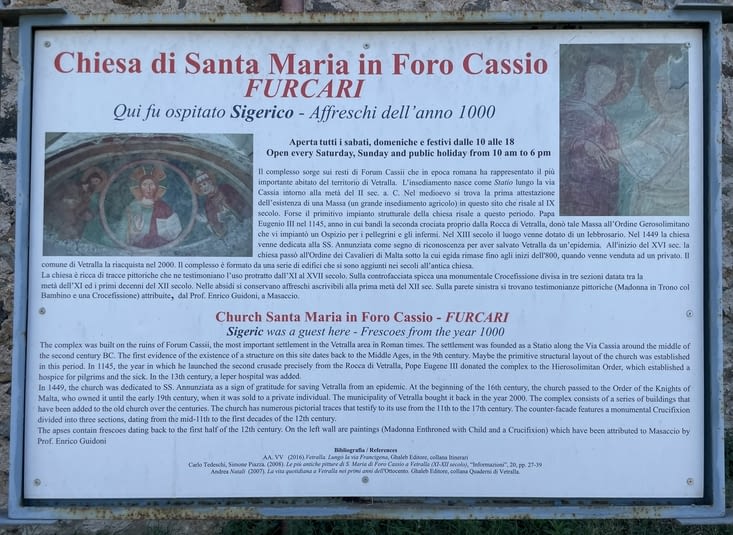 Chiesa di Santa Maria in Foro Cassio
FURCARI
Qui fu ospitato Sigerico - Affreschi dell'anno 1000
Aperta tutti i sabati, domeniche e festivi dalle 10 alle 18
Open every Saturday, Sunday and public holiday from 10 am to 6 pm
Il complesso sorge sui resti di Forum Cassii che in epoca romana ha rappresentato il più
importante abitato del territorio di Vetralla. L'insediamento nasce come Statio lungo la via
Cassia intorno alla metà del II sec. a. C. Nel medioevo si trova la prima attestazione
dell'esistenza di una Massa (un grande insediamento agricolo) in questo sito che risale al IX
secolo. Forse il primitivo impianto strutturale della chiesa risale a questo periodo. Papa
Eugenio III nel 1145, anno in cui bandì la seconda crociata proprio dalla Rocca di Vetralla, donò tale Massa all'Ordine Gerosolimitano
che vi impiantò un Ospizio per i pellegrini e gli infermi. Nel XIII secolo il luogo venne dotato di un lebbrosario. Nel 1449 la chiesa
venne dedicata alla SS. Annunziata come segno di riconoscenza per aver salvato Vetralla da un'epidemia. All'inizio del XVI sec. la
chiesa passò all'Ordine dei Cavalieri di Malta sotto la cui egida rimase fino agli inizi dell'800, quando venne venduta ad un privato. Il
comune di Vetralla la riacquista nel 2000. Il complesso è formato da una serie di edifici che si sono aggiunti nei secoli all'antica chiesa.
La chiesa è ricca di tracce pittoriche che ne testimoniano l'uso protratto dall'XI al XVII secolo. Sulla controfacciata spicca una monumentale Crocefissione divisa in tre sezioni datata tra la
metà dell'XI ed i primi decenni del XII secolo. Nelle absidi si conservano affreschi ascrivibili alla prima metà del XII sec. Sulla parete sinistra si trovano testimonianze pittoriche (Madonna in Trono col
Bambino e una Crocefissione) attribuite, dal Prof. Enrico Guidoni, a Masaccio.
Church Santa Maria in Foro Cassio - FURCARI
Sigeric was a guest here - Frescoes from the year 1000
The complex was built on the ruins of Forum Cassii, the most important settlement in the Vetralla area in Roman times. The settlement was founded as a Statio along the Via Cassia around the middle of
the second century BC. The first evidence of the existence of a structure on this site dates back to the Middle Ages, in the 9th century. Maybe the primitive structural layout of the church was established
in this period. In 1145, the year in which he launched the second crusade precisely from the Rocca di Vetralla, Pope Eugene III donated the complex to the Hierosolimitan Order, which established a
hospice for pilgrims and the sick. In the 13th century, a leper hospital was added.
In 1449, the church was dedicated to SS. Annunziata as a sign of gratitude for saving Vetralla from an epidemic. At the beginning of the 16th century, the church passed to the Order of the Knights of
Malta, who owned it until the early 19th century, when it was sold to a private individual. The municipality of Vetralla bought it back in the year 2000. The complex consists of a series of buildings that
have been added to the old church over the centuries. The church has numerous pictorial traces that testify to its use from the 11th to the 17th century. The counter-facade features a monumental Crucifixion
divided into three sections, dating from the mid-11th to the first decades of the 12th century.
The apses contain frescoes dating back to the first half of the 12th century. On the left wall are paintings (Madonna Enthroned with Child and a Crucifixion) which have been attributed to Masaccio by
Prof. Enrico Guidoni
Bibliografia / References
AA. VV (2016) Vetralla. Lungo la via Francigena, Ghaleb Editore, collana Itinerari
Carlo Tedeschi, Simone Piazza. (2008). Le più antiche pitture di S. Maria di Foro Cassio a Vetralla (XI-XII secolo), "Informazioni", 20, pp. 27-39
Andrea Natali (2007). La vita quotidiana a Vetralla nei primi anni dell'Ottocento. Ghaleb Editore, collana Quaderni di Vetralla.